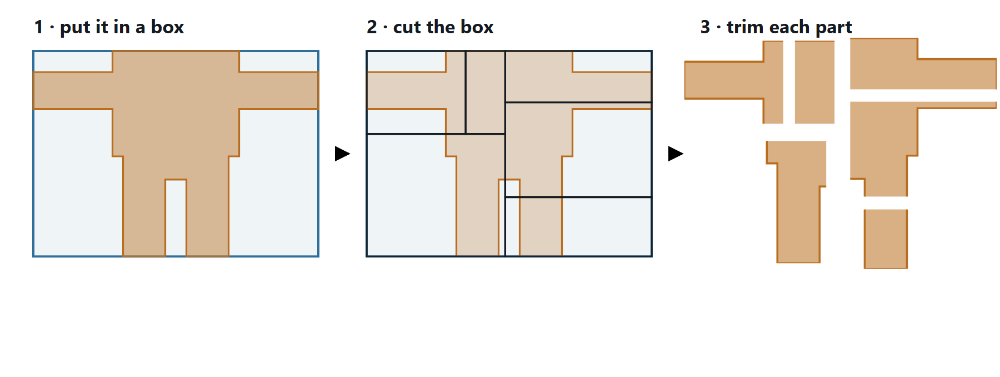 1 · put it in a box
2 · cut the box
3 · trim each part